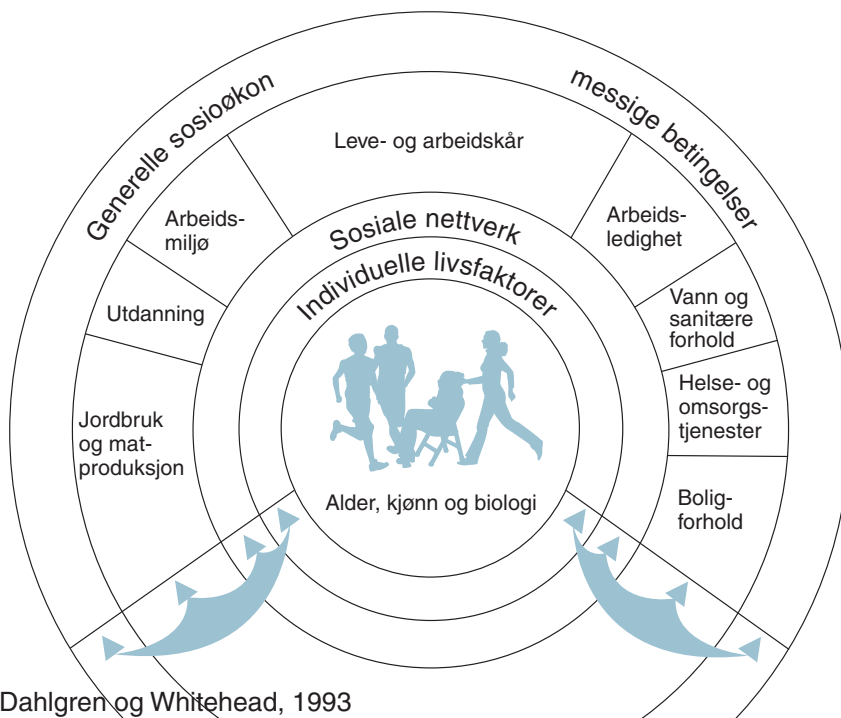 Generelle sosioøkon
messige betingelser
Leve- og arbeidskår
Arbeids-
miljø
Sosiale nettverk
Arbeids-
ledighet
Individuelle livsfaktorer
Utdanning
Vann og
sanitære
forhold
Jordbruk
og mat-
produksjon
Helse- og
omsorgs-
tjenester
Alder, kjønn og biologi
Bolig-
forhold
Dahlgren og Whitehead, 1993